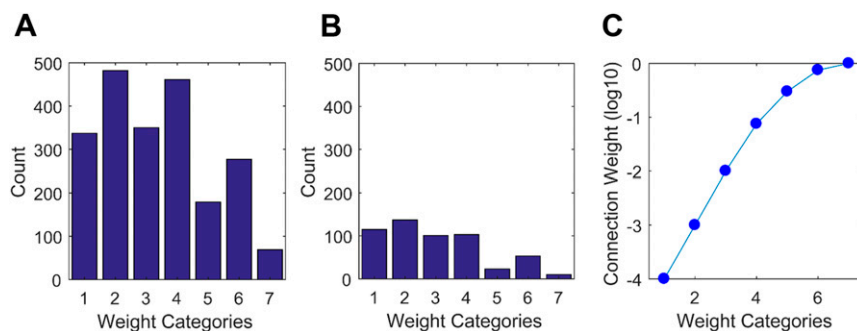 A
B
C
Count
500
400
300
200
100
0
1 2 3 4 5 6 7
Weight Categories
Count
500
400
300
200
100
0
1 2 3 4 5 6 7
Weight Categories
Connection Weight (log10)
0
-1
-2
-3
-4
2 4 6
Weight Categories